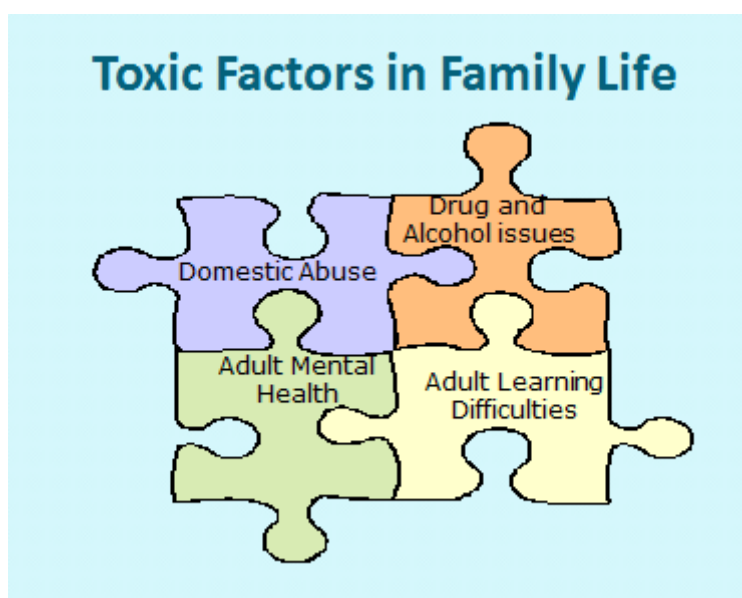 Toxic Factors in Family Life
Drug and
Alcohol issues
Domestic Abuse
Adult Mental
Health
Adult Learning
Difficulties